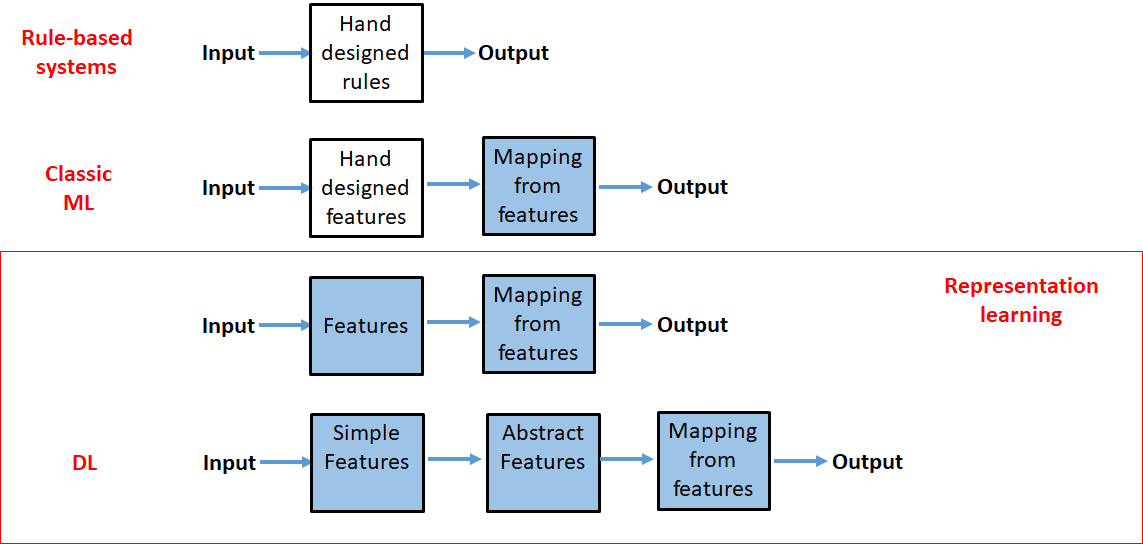 Rule-based
systems
Input
Hand
designed
rules
Output
Classic
ML
Input
Hand
designed
features
Mapping
from
features
Output
Representation
learning
Input
Features
Mapping
from
features
Output
DL
Input
Simple
Features
Abstract
Features
Mapping
from
features
Output